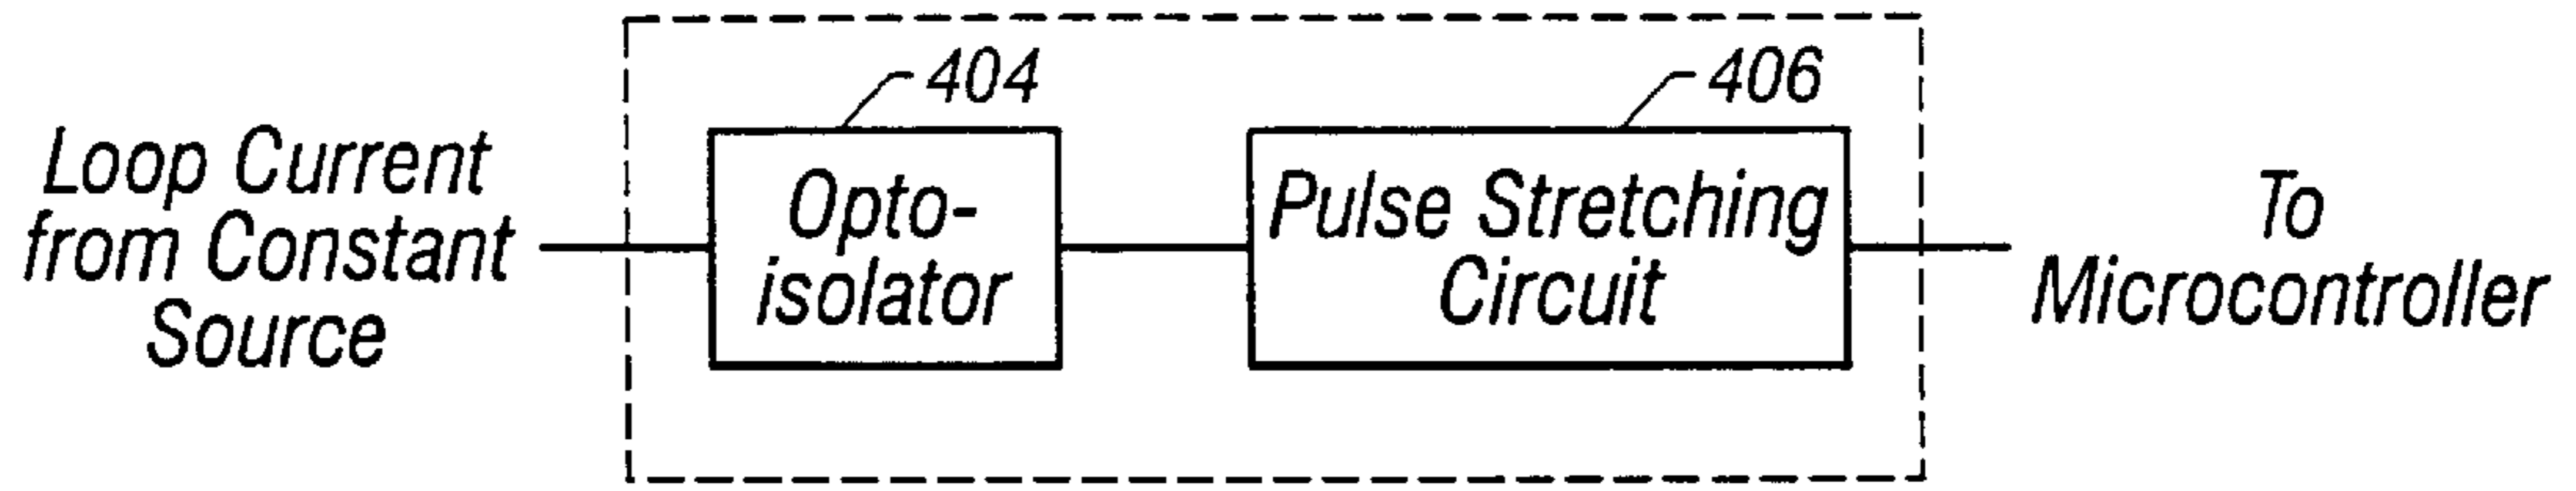 404
406
Loop Current
from Constant
Source
Opto-
isolator
Pulse Stretching
Circuit
To
Microcontroller